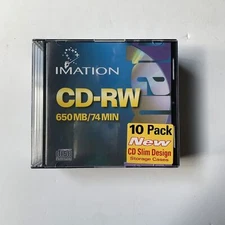 IMATION
CD-RW
650 MB/74 MIN
10 Pack
New
CD Slim Design
Storage Cases